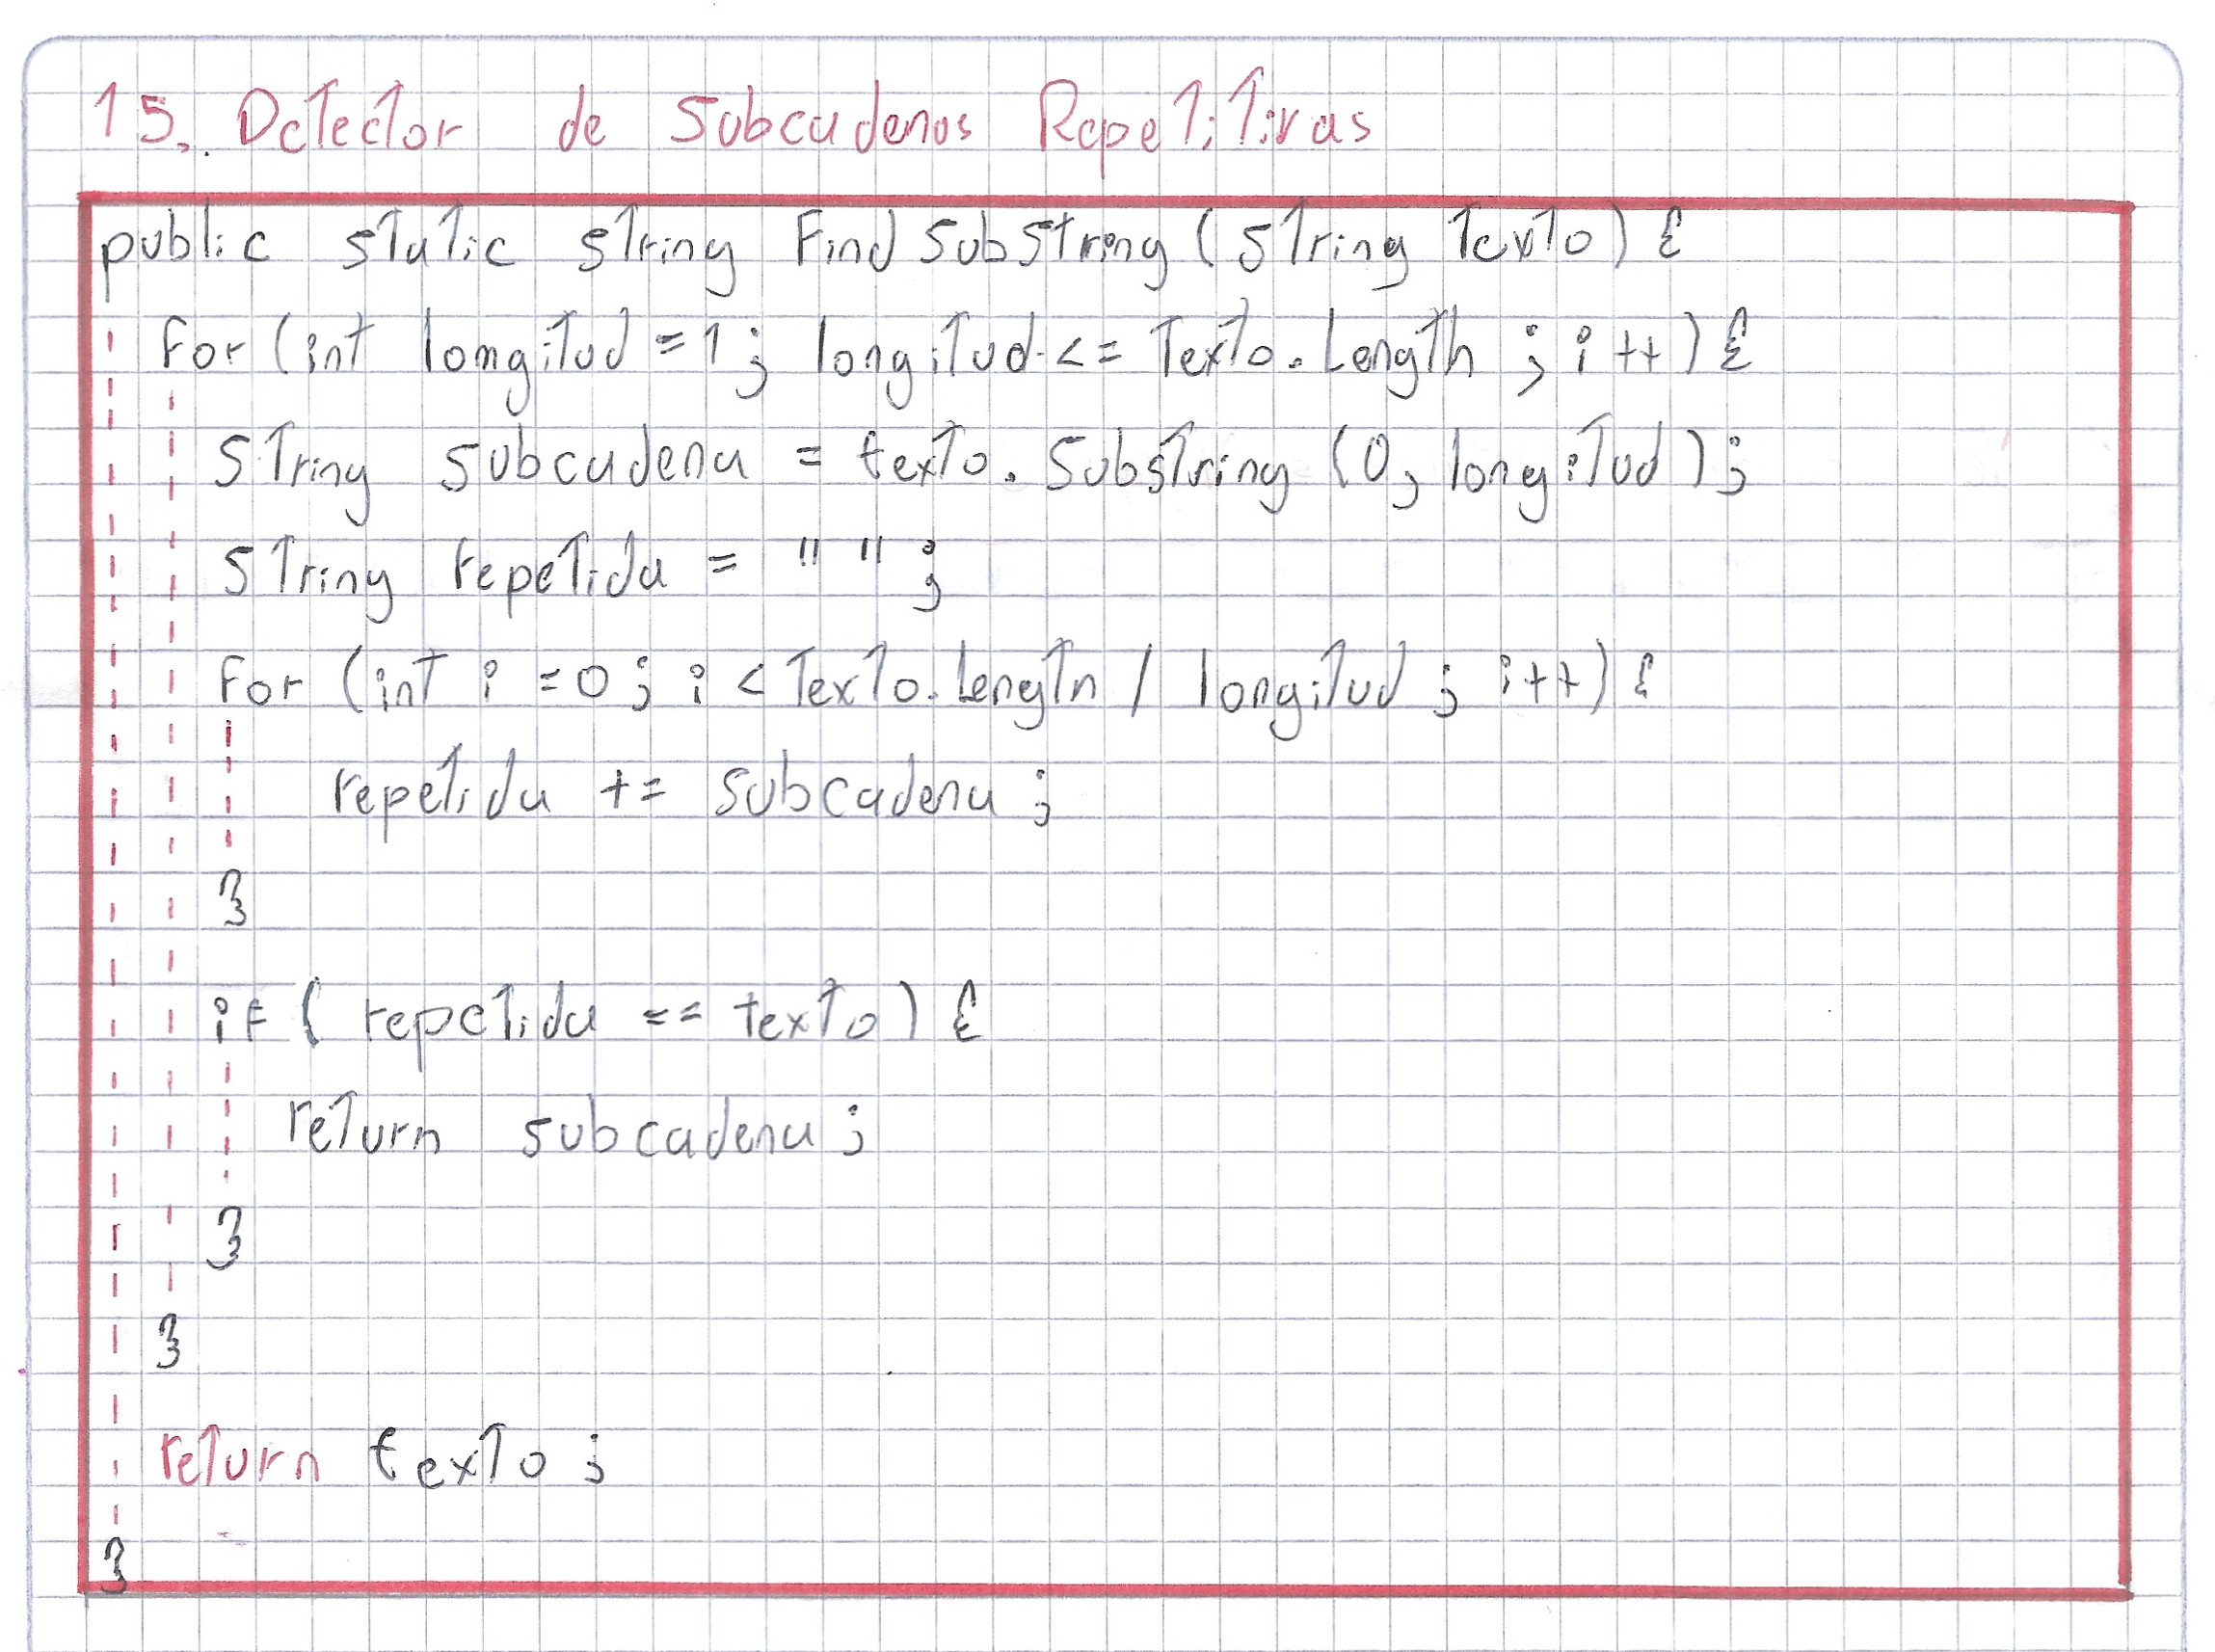 15. Detector de Subcadenas Repetitivas
public static string FindSubstring (string Texto) {
for (int longitud = 1; longitud <= Texto.Length ; i++) {
String subcadena = texto.Substring (0, longitud);
String repetida = " ";
for (int i = 0; i < Texto.Length / longitud ; i++) {
repetida += subcadena ;
}
if ( repetida == texto) {
return subcadena ;
}
}
return texto ;
}